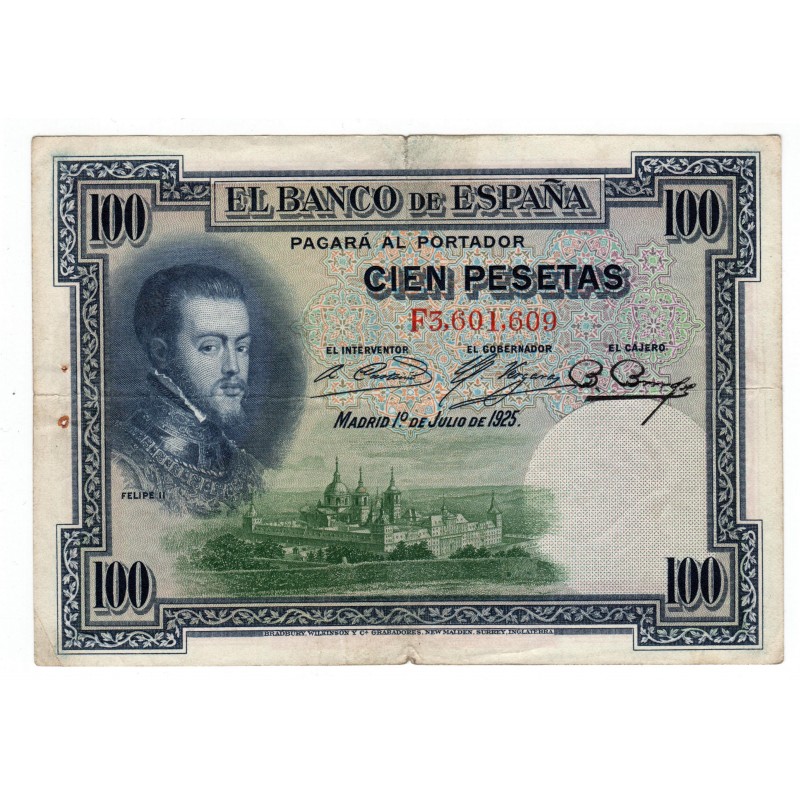 100 EL BANCO DE ESPAÑA 100
PAGARÁ AL PORTADOR
CIEN PESETAS
F3,601,609
EL INTERVENTOR EL GOBERNADOR EL CAJERO
MADRID 1º DE JULIO DE 1925.
FELIPE II
100 100
BRADBURY, WILKINSON Y Cª GRABADORES, NEW MALDEN, SURREY, INGLATERRA